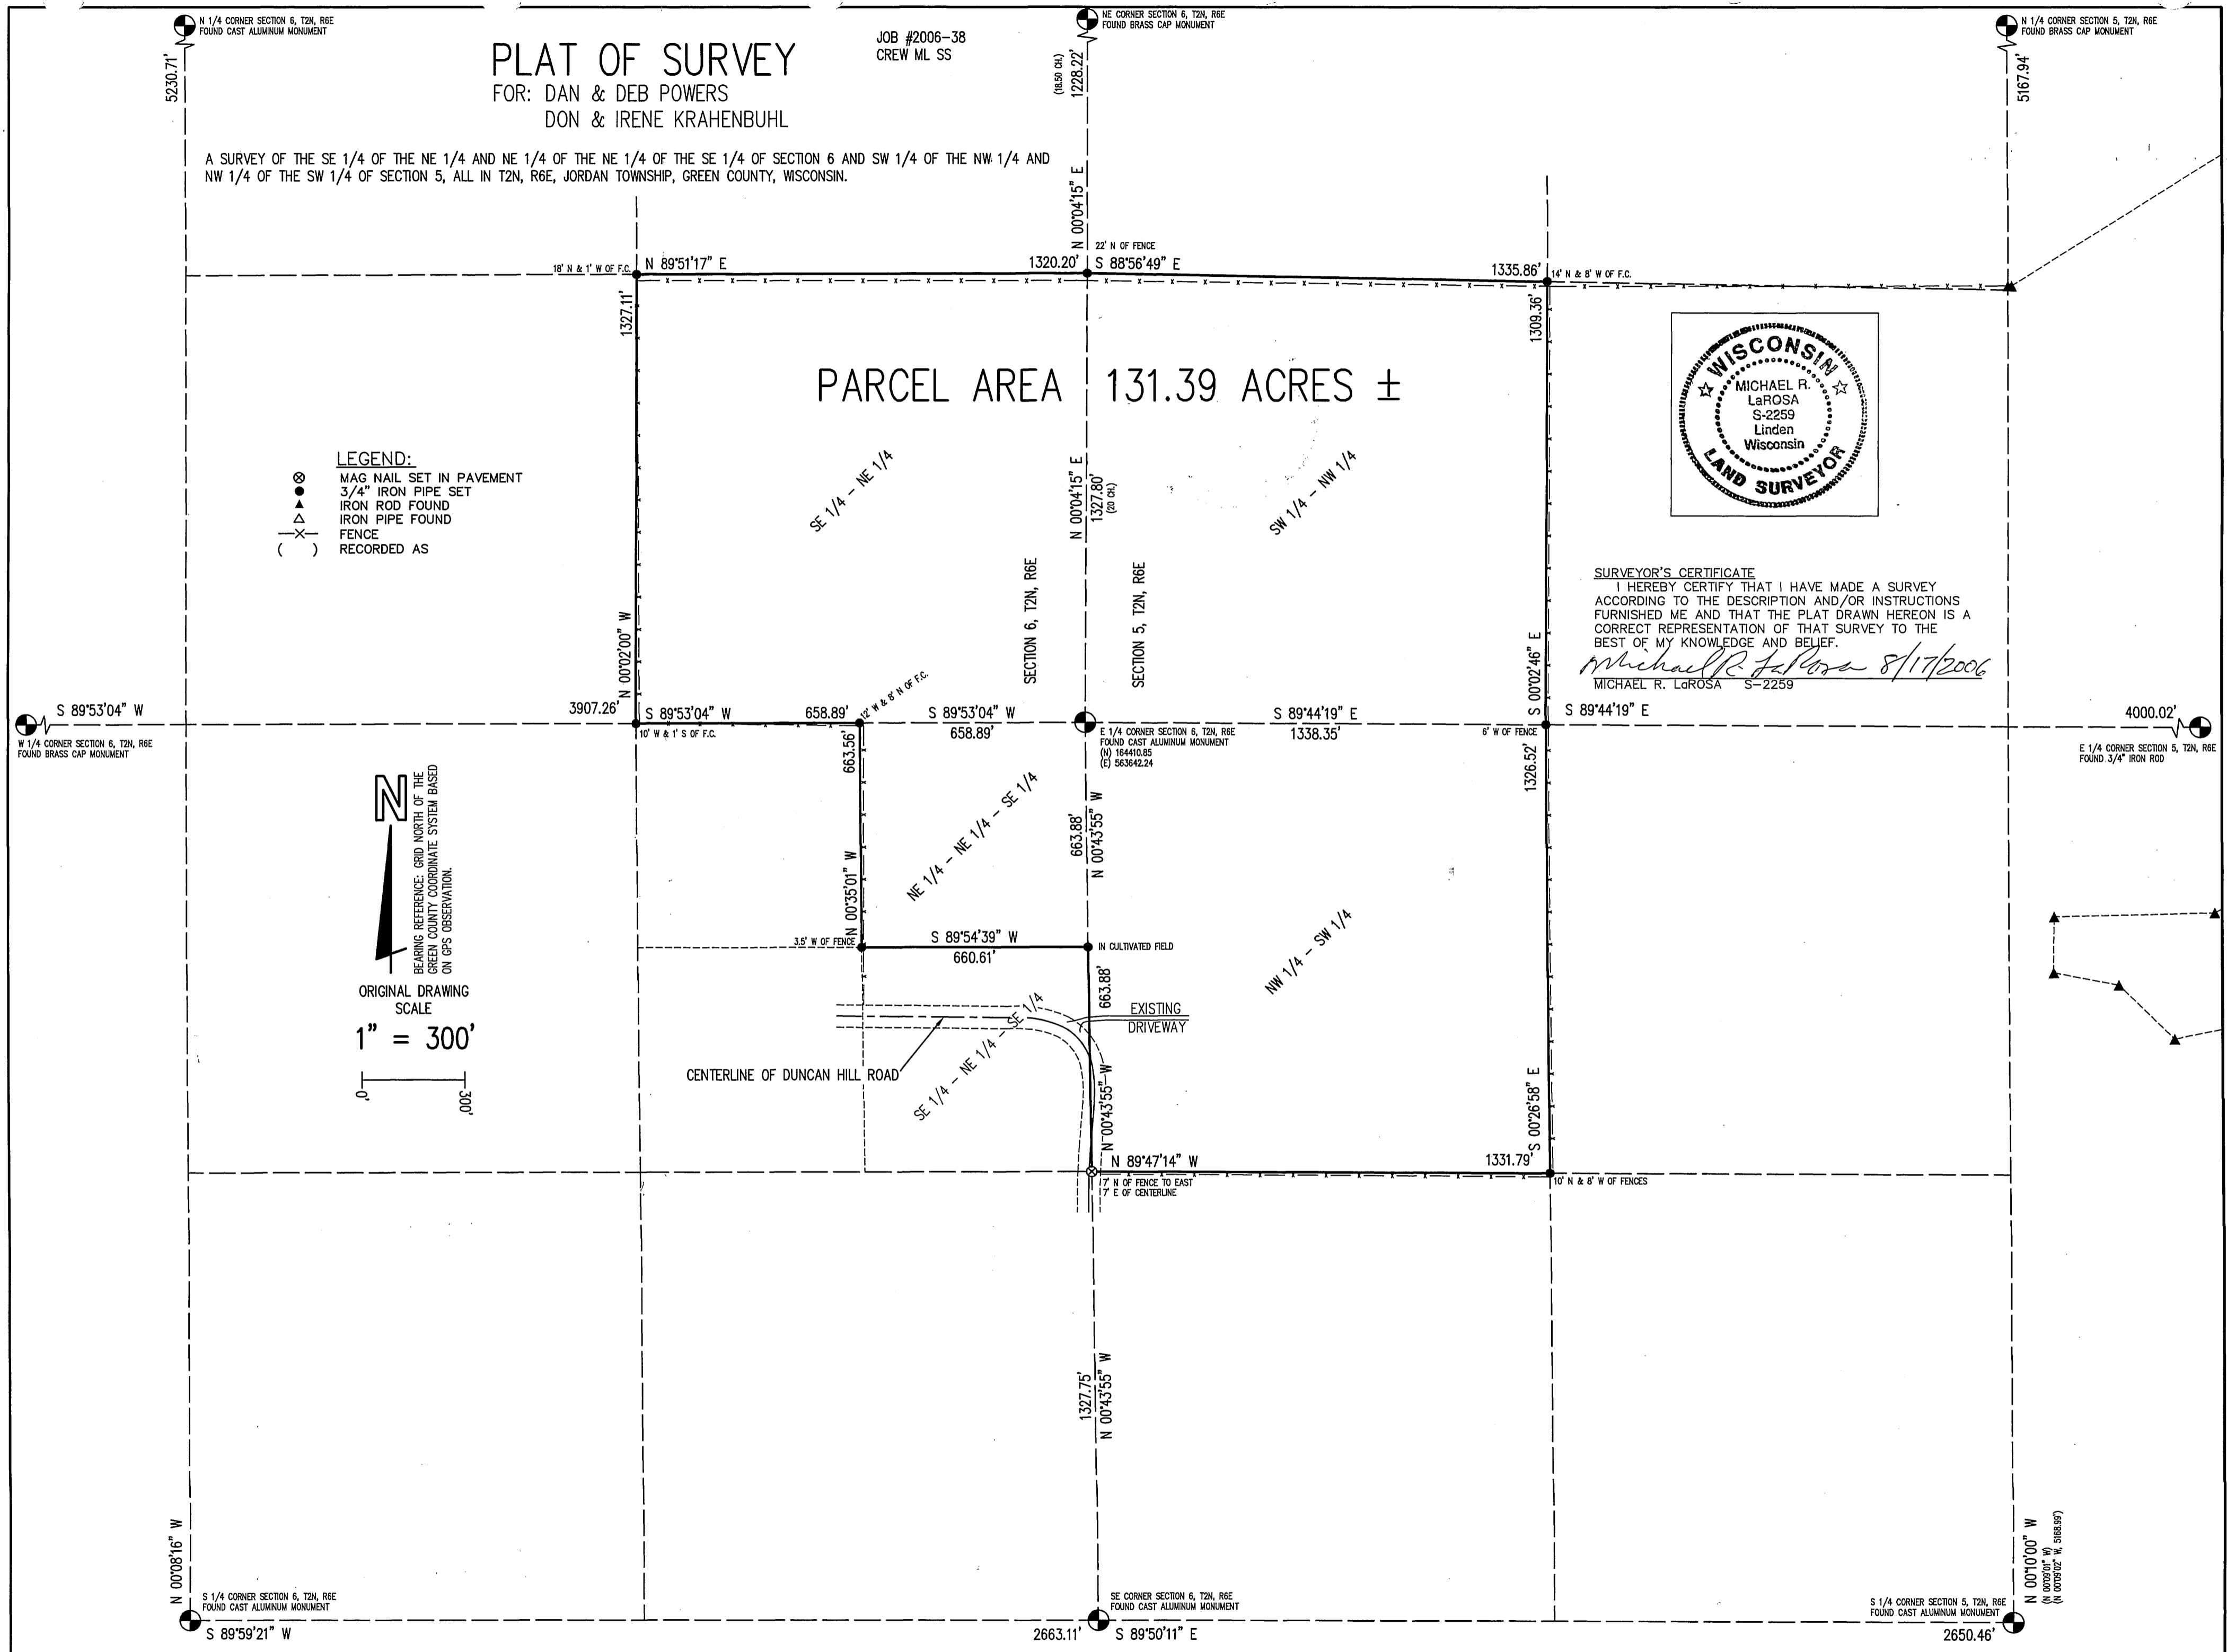 N 1/4 CORNER SECTION 6, T2N, R6E
FOUND CAST ALUMINUM MONUMENT
5230.71'
PLAT OF SURVEY
FOR: DAN & DEB POWERS
DON & IRENE KRAHENBUHL
JOB #2006-38
CREW ML SS
NE CORNER SECTION 6, T2N, R6E
FOUND BRASS CAP MONUMENT
(18.50 CH.)
1228.22'
N 00°04'15" E
N 1/4 CORNER SECTION 5, T2N, R6E
FOUND BRASS CAP MONUMENT
5167.94'
A SURVEY OF THE SE 1/4 OF THE NE 1/4 AND NE 1/4 OF THE NE 1/4 OF THE SE 1/4 OF SECTION 6 AND SW 1/4 OF THE NW 1/4 AND
NW 1/4 OF THE SW 1/4 OF SECTION 5, ALL IN T2N, R6E, JORDAN TOWNSHIP, GREEN COUNTY, WISCONSIN.
22' N OF FENCE
18' N & 1' W OF F.C.
N 89°51'17" E
1320.20'
S 88°56'49" E
1335.86'
14' N & 8' W OF F.C.
1327.11'
1309.36'
PARCEL AREA 131.39 ACRES ±
WISCONSIN
MICHAEL R.
LaROSA
S-2259
Linden
Wisconsin
LAND SURVEYOR
LEGEND:
MAG NAIL SET IN PAVEMENT
3/4" IRON PIPE SET
IRON ROD FOUND
IRON PIPE FOUND
—X— FENCE
( ) RECORDED AS
SE 1/4 - NE 1/4
N 00°04'15" E
1327.80'
(20 CH.)
SW 1/4 - NW 1/4
SECTION 6, T2N, R6E
SECTION 5, T2N, R6E
SURVEYOR'S CERTIFICATE
I HEREBY CERTIFY THAT I HAVE MADE A SURVEY
ACCORDING TO THE DESCRIPTION AND/OR INSTRUCTIONS
FURNISHED ME AND THAT THE PLAT DRAWN HEREON IS A
CORRECT REPRESENTATION OF THAT SURVEY TO THE
BEST OF MY KNOWLEDGE AND BELIEF.
Michael R. LaRosa 8/17/2006
MICHAEL R. LaROSA S-2259
N 00°02'00" W
S 00°02'46" E
S 89°53'04" W
3907.26'
S 89°53'04" W
658.89'
12' W & 8' N OF F.C.
S 89°53'04" W
658.89'
S 89°44'19" E
1338.35'
S 89°44'19" E
4000.02'
W 1/4 CORNER SECTION 6, T2N, R6E
FOUND BRASS CAP MONUMENT
10' W & 1' S OF F.C.
E 1/4 CORNER SECTION 6, T2N, R6E
FOUND CAST ALUMINUM MONUMENT
(N) 164410.85
(E) 563642.24
6' W OF FENCE
E 1/4 CORNER SECTION 5, T2N, R6E
FOUND 3/4" IRON ROD
663.56'
1326.52'
N
BEARING REFERENCE: GRID NORTH OF THE
GREEN COUNTY COORDINATE SYSTEM BASED
ON GPS OBSERVATION.
NE 1/4 - NE 1/4 - SE 1/4
663.88'
N 00°43'55" W
N 00°35'01" W
3.5' W OF FENCE
S 89°54'39" W
660.61'
IN CULTIVATED FIELD
NW 1/4 - SW 1/4
ORIGINAL DRAWING
SCALE
1" = 300'
0'
300'
663.88'
EXISTING
DRIVEWAY
CENTERLINE OF DUNCAN HILL ROAD
SE 1/4 - NE 1/4 - SE 1/4
N 00°43'55" W
S 00°26'58" E
N 89°47'14" W
1331.79'
7' N OF FENCE TO EAST
7' E OF CENTERLINE
10' N & 8' W OF FENCES
1327.75'
N 00°43'55" W
N 00°08'16" W
S 1/4 CORNER SECTION 6, T2N, R6E
FOUND CAST ALUMINUM MONUMENT
S 89°59'21" W
2663.11'
SE CORNER SECTION 6, T2N, R6E
FOUND CAST ALUMINUM MONUMENT
S 89°50'11" E
S 1/4 CORNER SECTION 5, T2N, R6E
FOUND CAST ALUMINUM MONUMENT
2650.46'
N 00°10'00" W
(N 00°09'01" W)
(N 00°09'02" W, 5168.99')